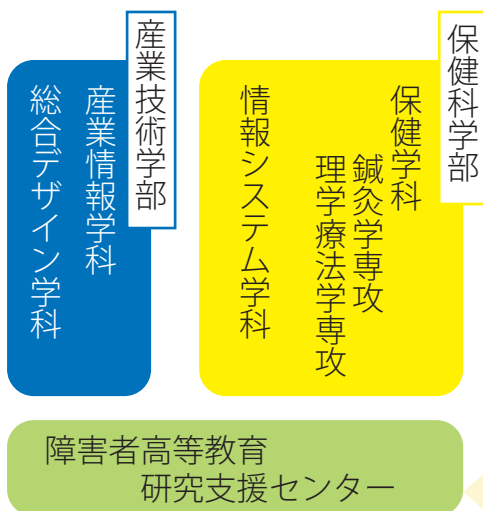 保健科学部
保健学科
鍼灸学専攻
理学療法学専攻
情報システム学科
産業技術学部
産業情報学科
総合デザイン学科
障害者高等教育
研究支援センター